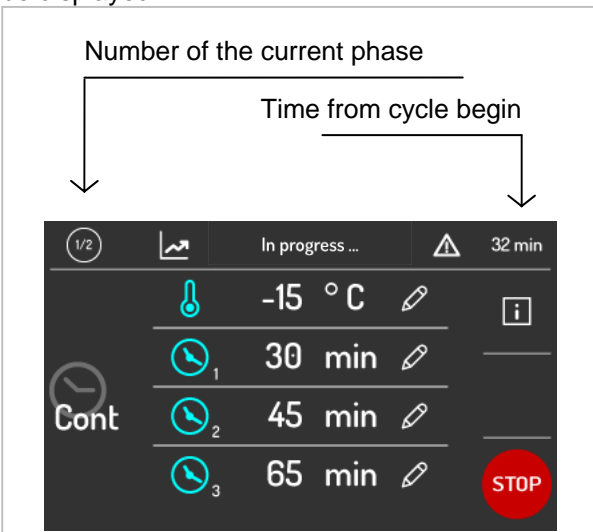 Number of the current phase
Time from cycle begin
1/2 In progress ... 32 min
-15 °C
1 30 min
Cont 2 45 min
3 65 min
STOP